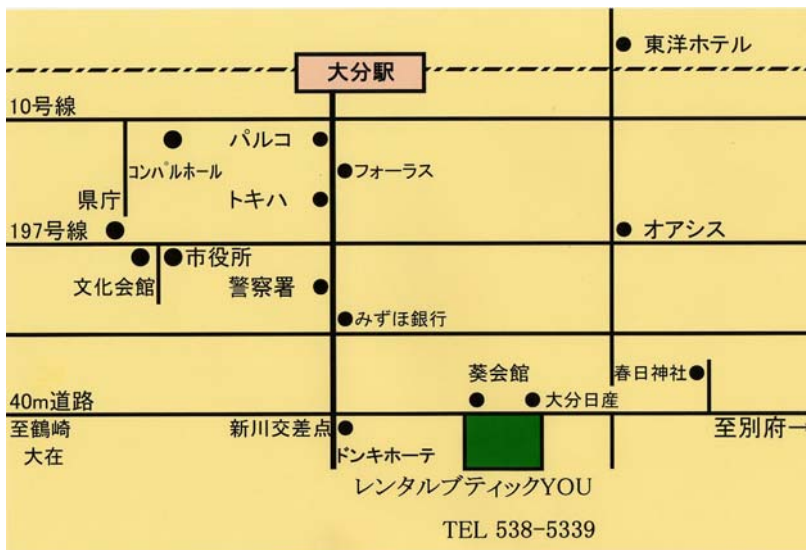 東洋ホテル
大分駅
10号線
パルコ
コンパルホール
フォーラス
県庁
トキハ
197号線
オアシス
市役所
文化会館
警察署
みずほ銀行
葵会館
春日神社
40m道路
大分日産
至鶴崎
新川交差点
至別府→
大在
ドンキホーテ
レンタルブティックYOU
TEL 538-5339